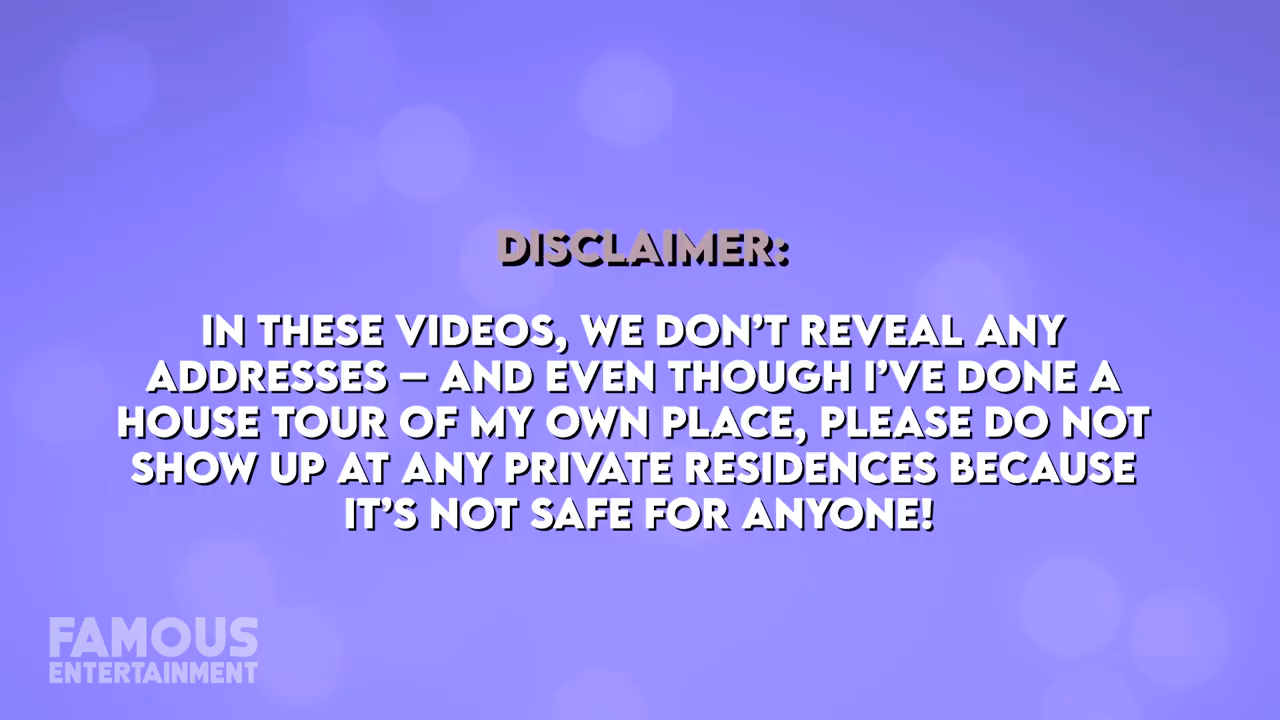 DISCLAIMER:
IN THESE VIDEOS, WE DON’T REVEAL ANY
ADDRESSES – AND EVEN THOUGH I’VE DONE A
HOUSE TOUR OF MY OWN PLACE, PLEASE DO NOT
SHOW UP AT ANY PRIVATE RESIDENCES BECAUSE
IT’S NOT SAFE FOR ANYONE!
FAMOUS
ENTERTAINMENT